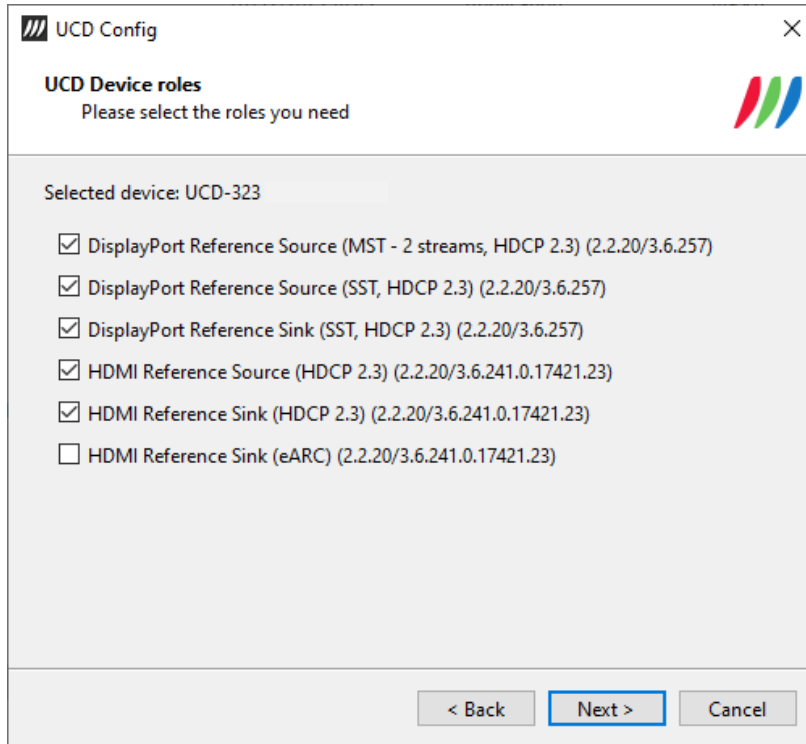 UCD Config
UCD Device roles
Please select the roles you need
Selected device: UCD-323
DisplayPort Reference Source (MST - 2 streams, HDCP 2.3) (2.2.20/3.6.257)
DisplayPort Reference Source (SST, HDCP 2.3) (2.2.20/3.6.257)
DisplayPort Reference Sink (SST, HDCP 2.3) (2.2.20/3.6.257)
HDMI Reference Source (HDCP 2.3) (2.2.20/3.6.241.0.17421.23)
HDMI Reference Sink (HDCP 2.3) (2.2.20/3.6.241.0.17421.23)
HDMI Reference Sink (eARC) (2.2.20/3.6.241.0.17421.23)
< Back Next > Cancel